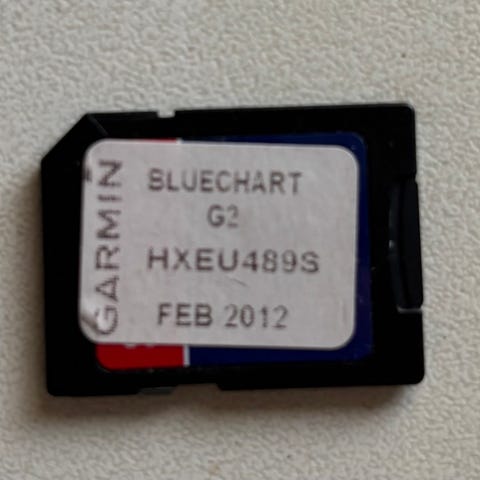 GARMIN
BLUECHART
G2
HXEU489S
FEB 2012